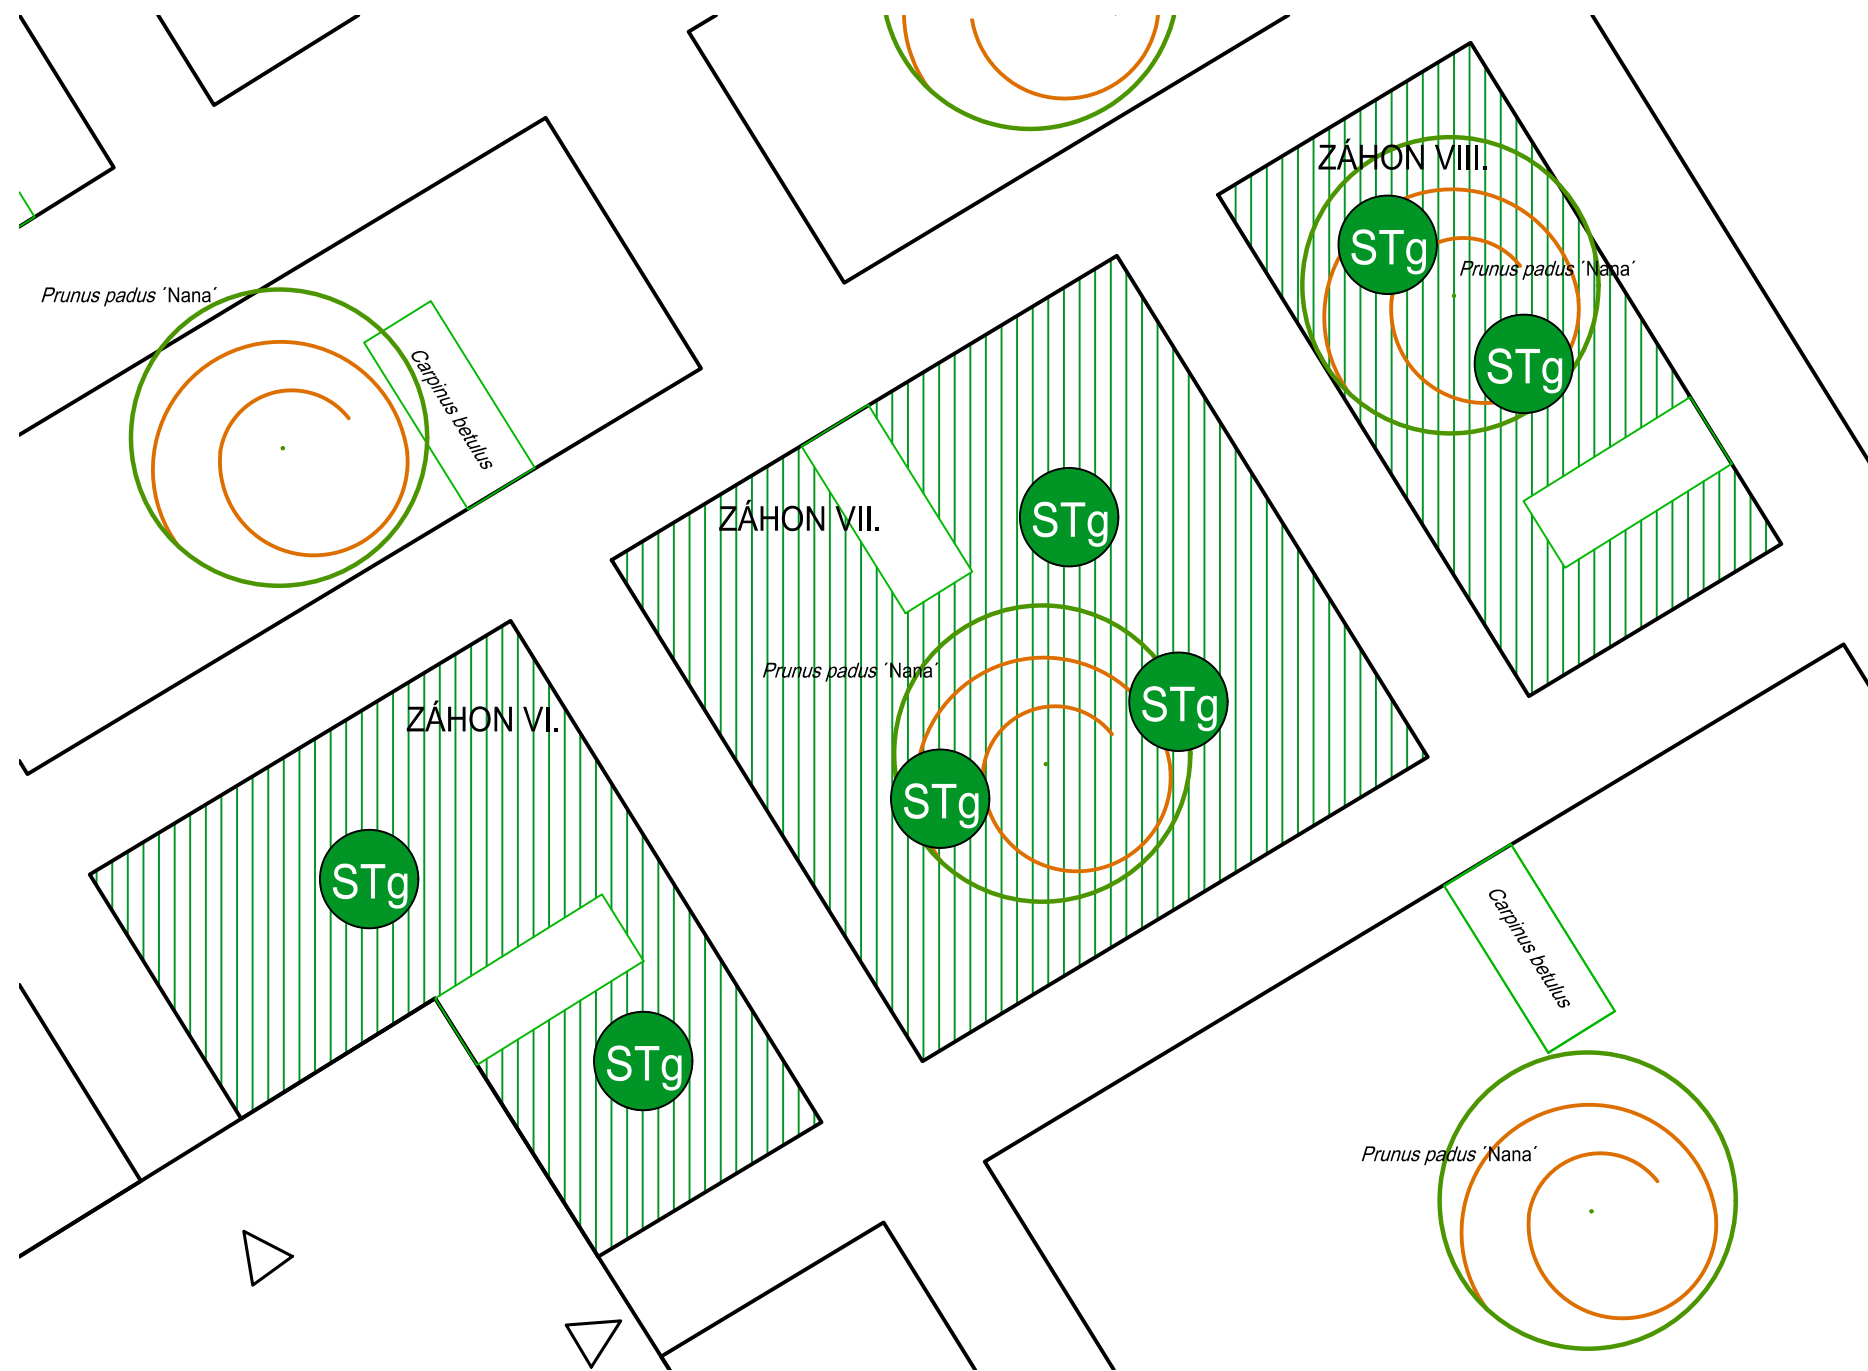 ZÁHON VIII.
STg
Prunus padus ´Nana´
Prunus padus ´Nana´
STg
Carpinus betulus
ZÁHON VII.
STg
Prunus padus ´Nana´
STg
ZÁHON VI.
STg
STg
Carpinus betulus
STg
Prunus padus ´Nana´